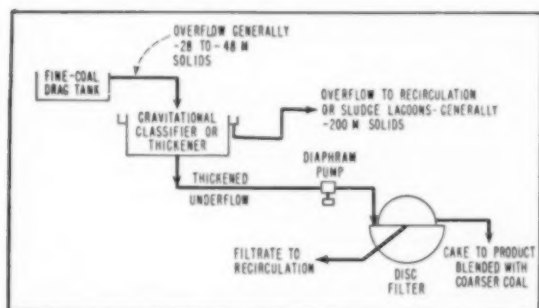 OVERFLOW GENERALLY
-28 TO -48 M
SOLIDS
FINE-COAL
DRAG TANK
GRAVITATIONAL
CLASSIFIER OR
THICKENER
OVERFLOW TO RECIRCULATION
OR SLUDGE LAGOONS-GENERALLY
-200 M SOLIDS
DIAPHRAM
PUMP
THICKENED
UNDERFLOW
FILTRATE TO
RECIRCULATION
DISC
FILTER
CAKE TO PRODUCT
BLENDED WITH
COARSER COAL